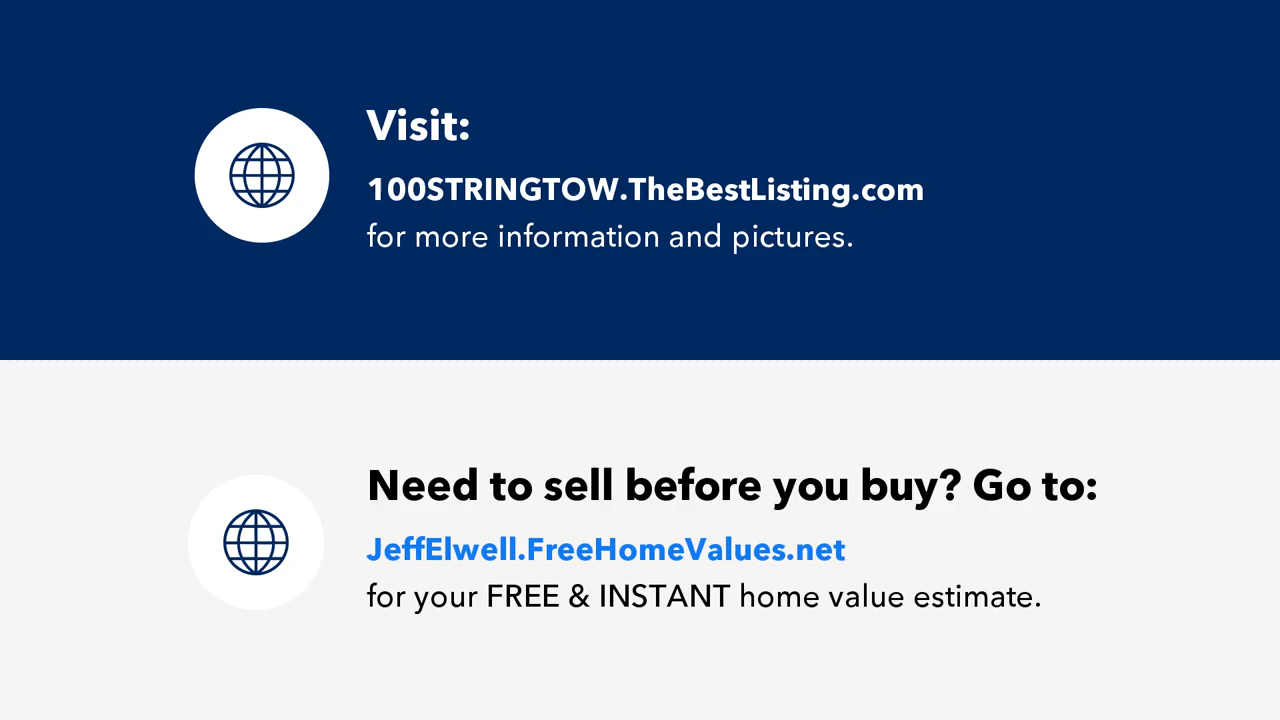 Visit:
100STRINGTOW.TheBestListing.com
for more information and pictures.
Need to sell before you buy? Go to:
JeffElwell.FreeHomeValues.net
for your FREE & INSTANT home value estimate.